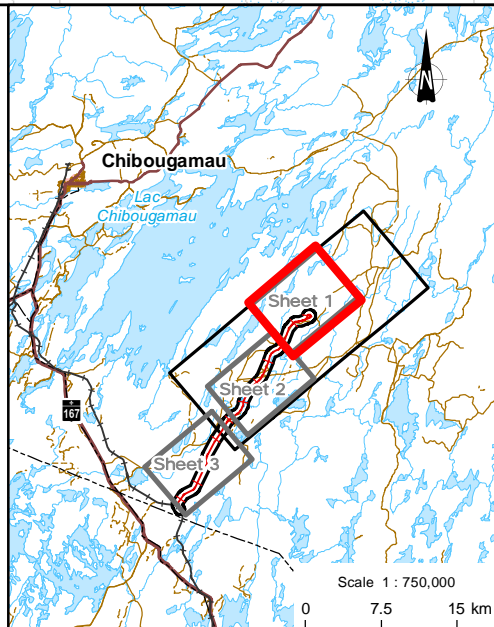 N
Chibougamau
Lac
Chibougamau
Sheet 1
Sheet 2
167
Sheet 3
Scale 1 : 750,000
0 7.5 15 km